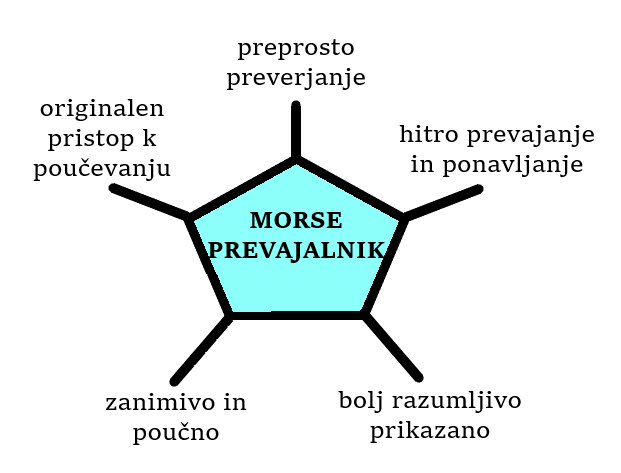 preprosto
preverjanje
originalen
pristop k
poučevanju
hitro prevajanje
in ponavljanje
MORSE
PREVAJALNIK
zanimivo in
poučno
bolj razumljivo
prikazano